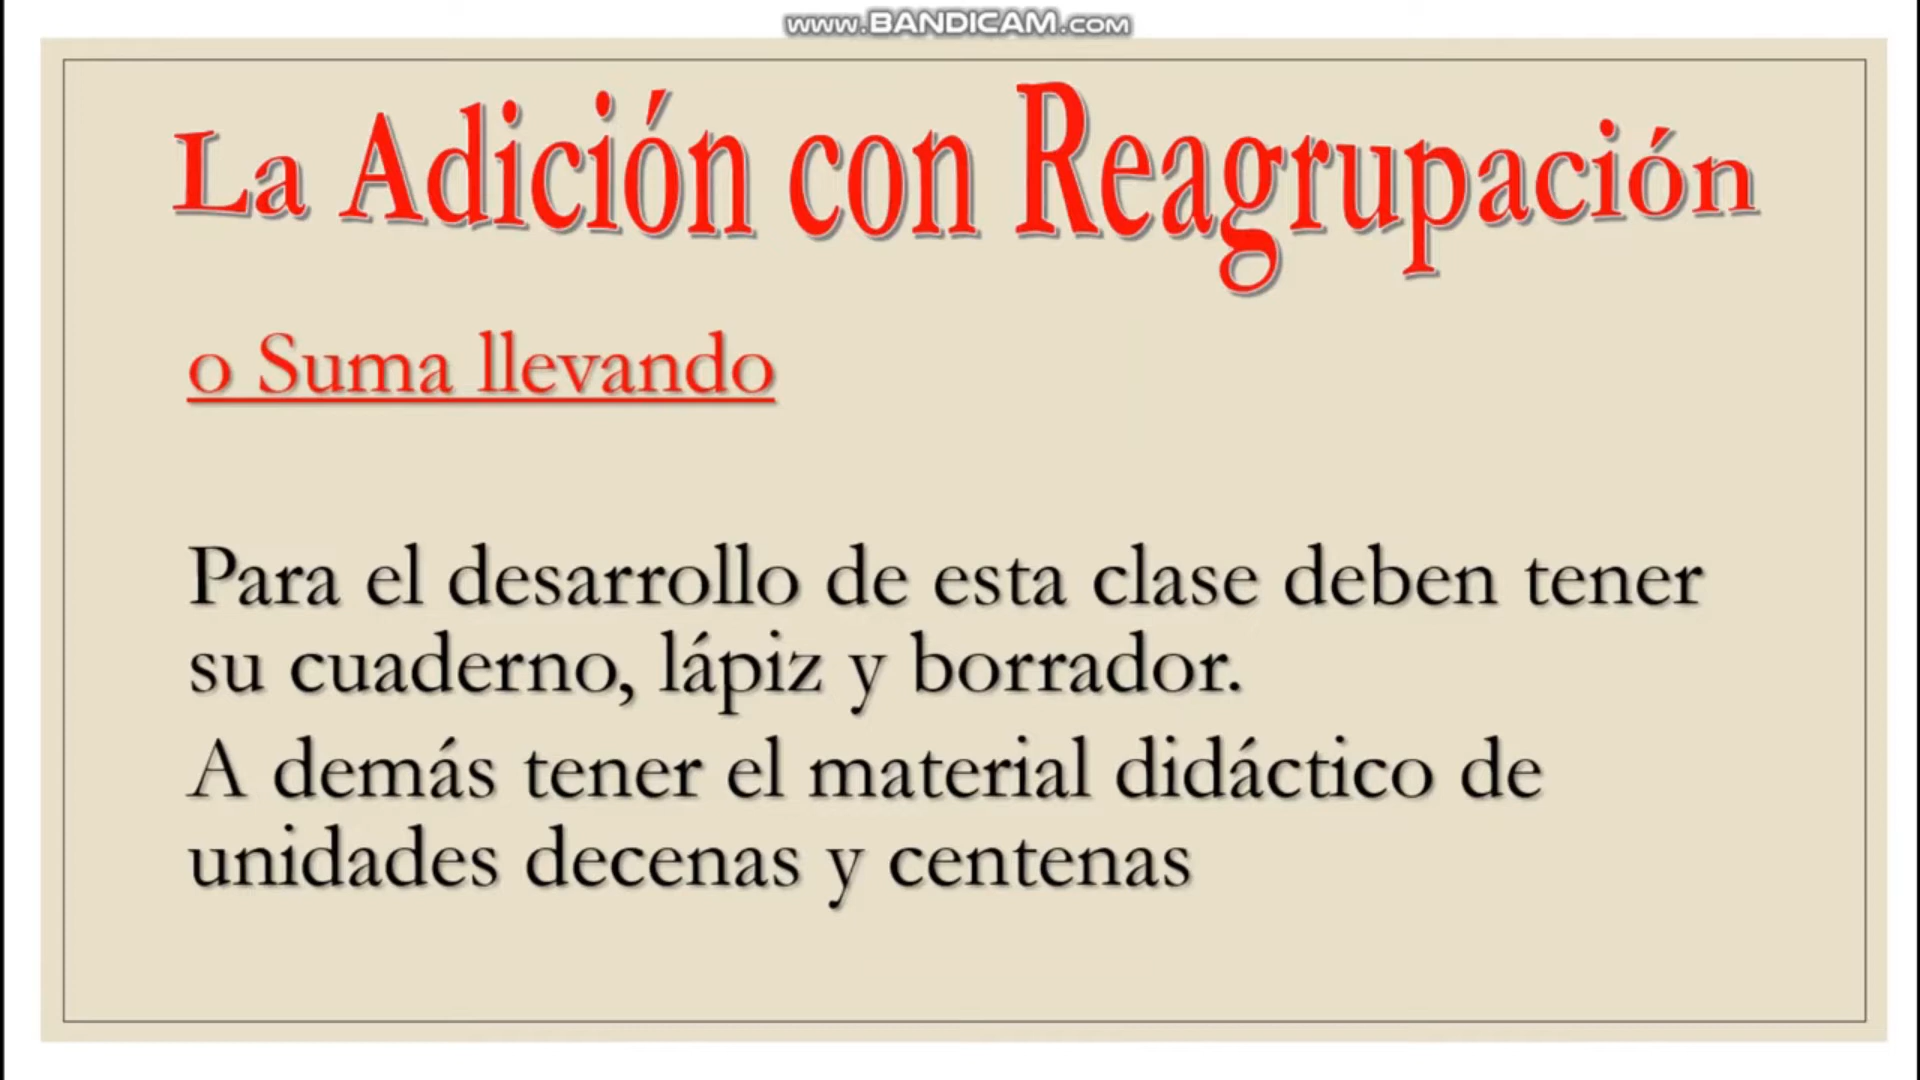 www.BANDICAM.com
La Adición con Reagrupación
o Suma llevando
Para el desarrollo de esta clase deben tener
su cuaderno, lápiz y borrador.
A demás tener el material didáctico de
unidades decenas y centenas